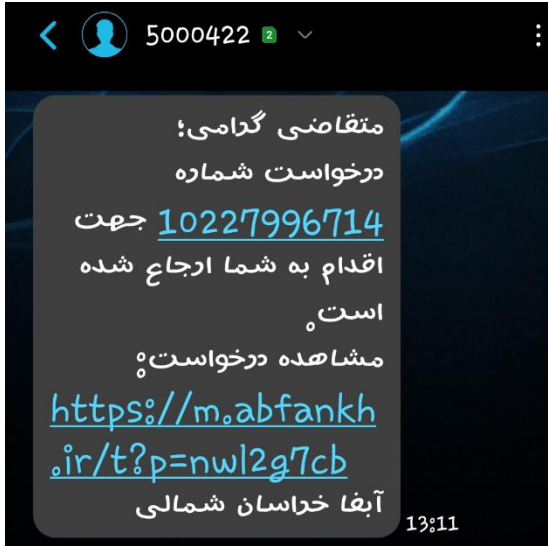 5000422 2
متقاضی گرامی؛
درخواست شماره
10227996714 جهت
اقدام به شما ارجاع شده
است.
مشاهده درخواست:
https://m.abfankh
.ir/t?p=nwl2g7cb
آبفا خراسان شمالی
13:11